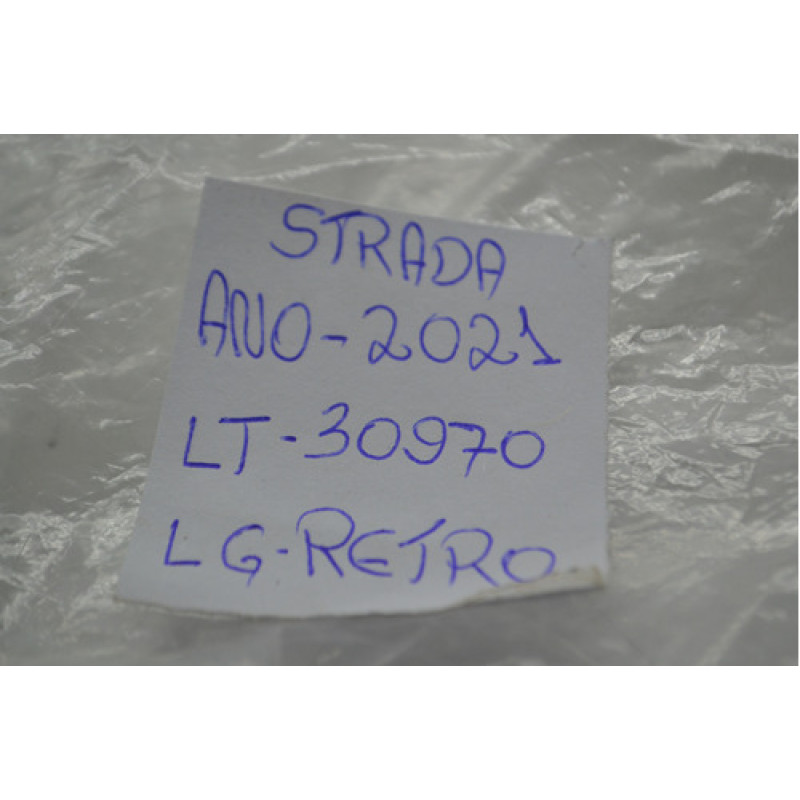 STRADA
ANO-2021
LT-30970
LG-RETRO